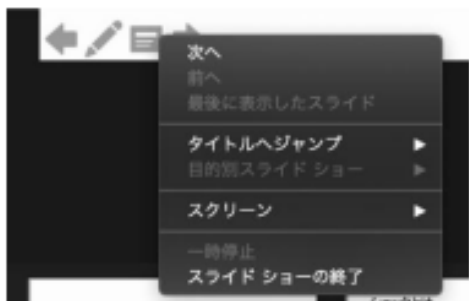 次へ
前へ
最後に表示したスライド
タイトルへジャンプ
目的別スライド ショー
スクリーン
一時停止
スライド ショーの終了